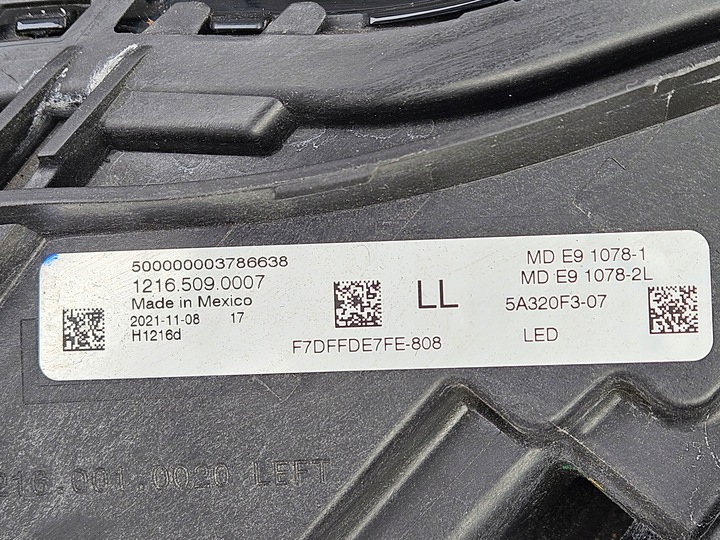 500000003786638
1216.509.0007
Made in Mexico
2021-11-08 17
H1216d
F7DFFDE7FE-808
LL
MD E9 1078-1
MD E9 1078-2L
5A320F3-07
LED
216.001.0020 LEFT